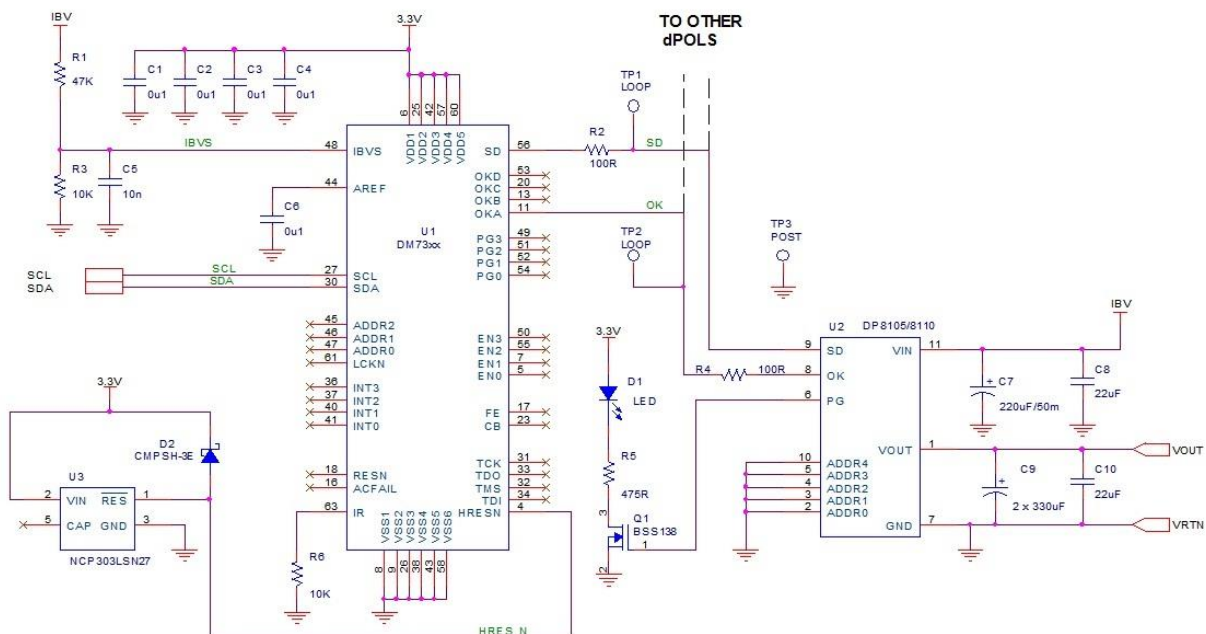 IBV
3.3V
TO OTHER
dPOLS
R1
47K
C1
0u1
C2
0u1
C3
0u1
C4
0u1
TP1
LOOP
6
25
42
57
60
VDD1
VDD2
VDD3
VDD4
VDD5
IBVS
48
IBVS
SD
56
R2
100R
SD
R3
10K
C5
10n
44
AREF
C6
0u1
OKD
53
OKC
20
OKB
13
OKA
11
OK
U1
DM73xx
PG3
49
PG2
51
PG1
52
PG0
54
TP2
LOOP
TP3
POST
SCL
SDA
SCL
SDA
27
30
SCL
SDA
45
ADDR2
46
ADDR1
47
ADDR0
61
LCKN
EN3
50
EN2
55
EN1
7
EN0
5
36
INT3
37
INT2
40
INT1
41
INT0
FE
17
CB
23
18
RESN
16
ACFAIL
63
IR
TCK
31
TDO
33
TMS
32
TDI
34
HRESN
4
VSS1
VSS2
VSS3
VSS4
VSS5
VSS6
8
9
26
38
43
58
R6
10K
3.3V
D2
CMPSH-3E
U3
2
VIN
RES
1
5
CAP
GND
3
NCP303LSN27
HRES_N
3.3V
D1
LED
R5
475R
3
Q1
BSS138
1
2
R4
100R
U2
DP8105/8110
IBV
9
SD
VIN
11
8
OK
6
PG
C7
220uF/50m
C8
22uF
VOUT
1
VOUT
10
ADDR4
5
ADDR3
4
ADDR2
3
ADDR1
2
ADDR0
C9
2 x 330uF
C10
22uF
GND
7
VRTN